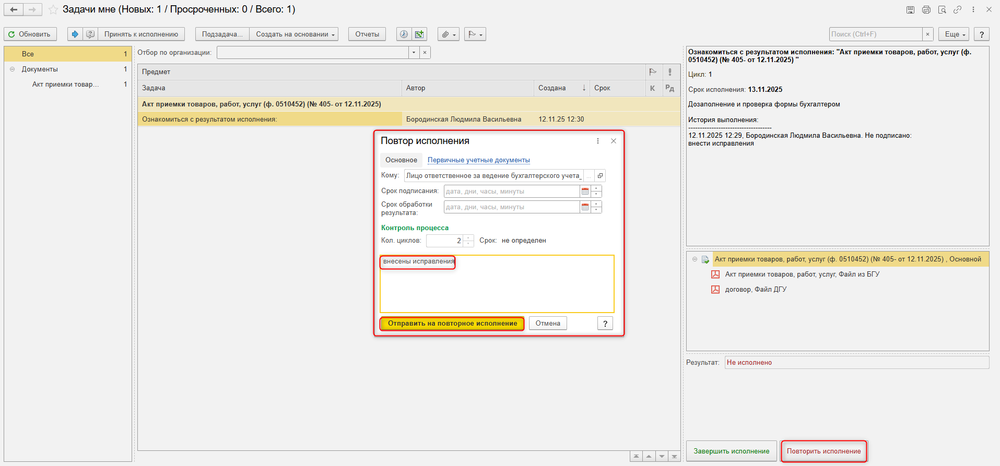 Задачи мне (Новых: 1 / Просроченных: 0 / Всего: 1)
Обновить
Принять к исполнению
Подзадача...
Создать на основании
Отчеты
Поиск (Ctrl+F)
×
Еще
?
Все 1
Документы 1
Акт приемки товар... 1
Отбор по организации:
×
Предмет
Задача Автор Создана ↓ Срок К Рд
Акт приемки товаров, работ, услуг (ф. 0510452) (№ 405- от 12.11.2025)
Ознакомиться с результатом исполнения: Бородинская Людмила Васильевна 12.11.25 12:30
Повтор исполнения
Основное Первичные учетные документы
Кому: Лицо ответственное за ведение бухгалтерского учета_ ...
Срок подписания: дата, дни, часы, минуты
Срок обработки
результата: дата, дни, часы, минуты
Контроль процесса
Кол. циклов: 2 Срок: не определен
внесены исправления
Отправить на повторное исполнение Отмена ?
Ознакомиться с результатом исполнения: "Акт приемки товаров, работ, услуг (ф.
0510452) (№ 405- от 12.11.2025) "
Цикл: 1
Срок исполнения: 13.11.2025
Дозаполнение и проверка формы бухгалтером
История выполнения:
------------------------------------
12.11.2025 12:29, Бородинская Людмила Васильевна. Не подписано:
внести исправления
Акт приемки товаров, работ, услуг (ф. 0510452) (№ 405- от 12.11.2025) , Основной
Акт приемки товаров, работ, услуг, Файл из БГУ
договор, Файл ДГУ
Результат: Не исполнено
Завершить исполнение Повторить исполнение